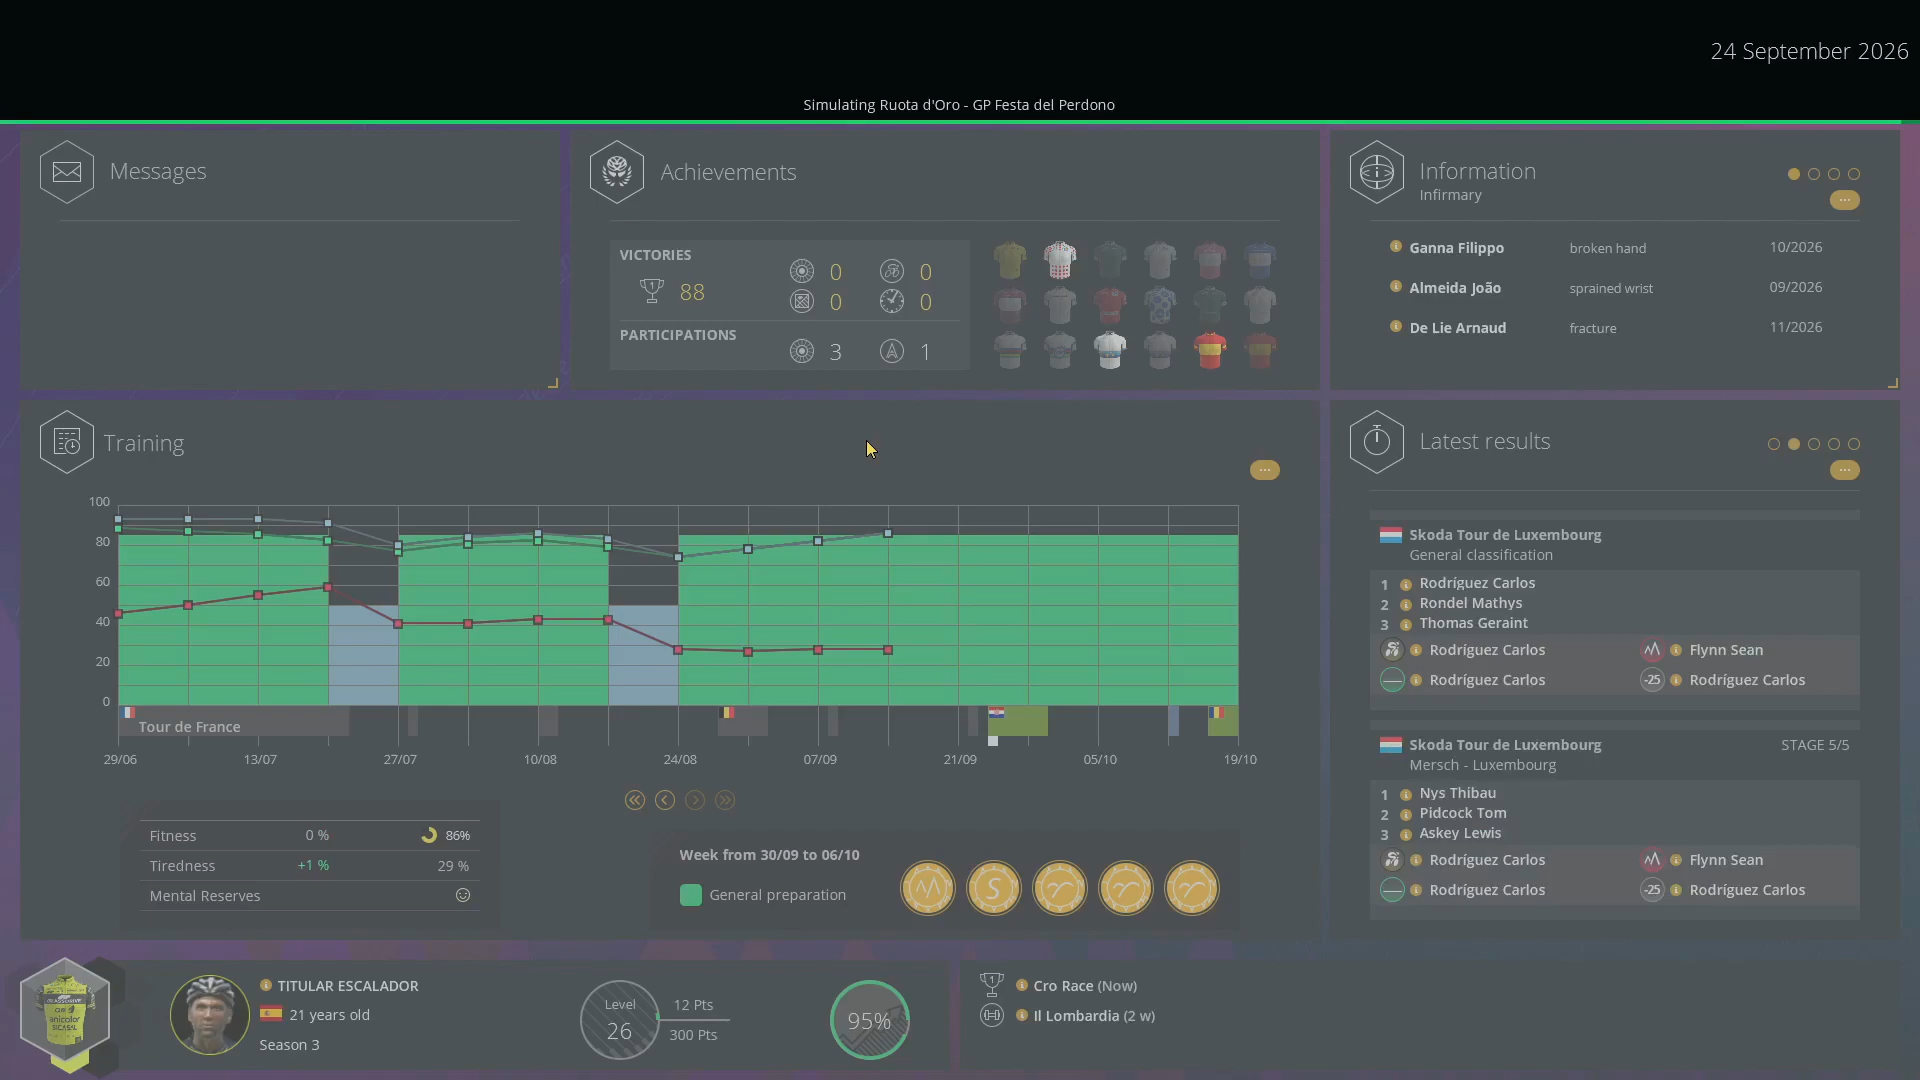 24 September 2026
Simulating Ruota d'Oro - GP Festa del Perdono
Messages
Achievements
VICTORIES
88
0
0
0
0
PARTICIPATIONS
3
1
Information
Infirmary
Ganna Filippo broken hand 10/2026
Almeida João sprained wrist 09/2026
De Lie Arnaud fracture 11/2026
Training
100
80
60
40
20
0
Tour de France
29/06 13/07 27/07 10/08 24/08 07/09 21/09 05/10 19/10
Fitness 0 % 86%
Tiredness +1 % 29 %
Mental Reserves
Week from 30/09 to 06/10
General preparation
Latest results
Skoda Tour de Luxembourg
General classification
1 Rodríguez Carlos
2 Rondel Mathys
3 Thomas Geraint
Rodríguez Carlos Flynn Sean
Rodríguez Carlos -25 Rodríguez Carlos
Skoda Tour de Luxembourg STAGE 5/5
Mersch - Luxembourg
1 Nys Thibau
2 Pidcock Tom
3 Askey Lewis
Rodríguez Carlos Flynn Sean
Rodríguez Carlos -25 Rodríguez Carlos
TITULAR ESCALADOR
21 years old
Season 3
Level
26
12 Pts
300 Pts
95%
Cro Race (Now)
Il Lombardia (2 w)